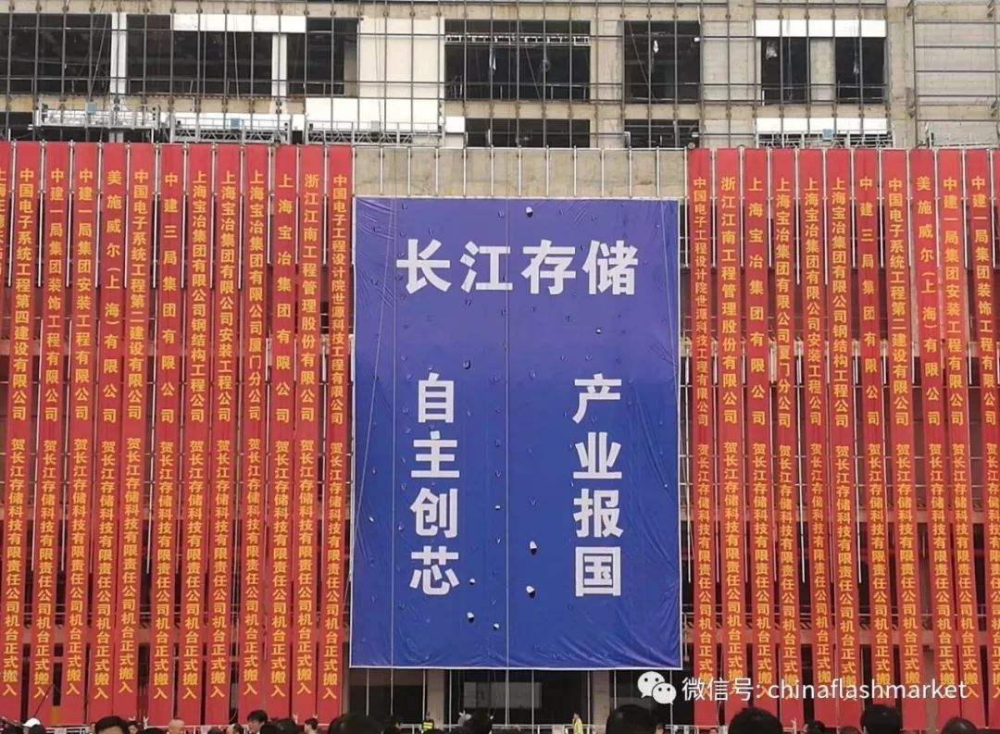 中国电子系统工程第四建设有限公司 贺长江存储科技有限责任公司机台正式搬入
中建一局集团装饰工程有限公司 贺长江存储科技有限责任公司机台正式搬入
中建一局集团安装工程有限公司 贺长江存储科技有限责任公司机台正式搬入
美施威尔（上海）有限公司 贺长江存储科技有限责任公司机台正式搬入
中国电子系统工程第二建设有限公司 贺长江存储科技有限责任公司机台正式搬入
中建三局集团有限公司 贺长江存储科技有限责任公司机台正式搬入
上海宝冶集团有限公司钢结构工程公司 贺长江存储科技有限责任公司机台正式搬入
上海宝冶集团有限公司安装工程公司 贺长江存储科技有限责任公司机台正式搬入
上海宝冶集团有限公司厦门分公司 贺长江存储科技有限责任公司机台正式搬入
上海宝冶集团有限公司 贺长江存储科技有限责任公司机台正式搬入
浙江江南工程管理股份有限公司 贺长江存储科技有限责任公司机台正式搬入
中国电子工程设计院世源科技工程有限公司 贺长江存储科技有限责任公司机台正式搬入
长江存储
自主创芯
产业报国
中国电子工程设计院世源科技工程有限公司 贺长江存储科技有限责任公司机台正式搬入
浙江江南工程管理股份有限公司 贺长江存储科技有限责任公司机台正式搬入
上海宝冶集团有限公司 贺长江存储科技有限责任公司机台正式搬入
上海宝冶集团有限公司厦门分公司 贺长江存储科技有限责任公司机台正式搬入
上海宝冶集团有限公司安装工程公司 贺长江存储科技有限责任公司机台正式搬入
上海宝冶集团有限公司钢结构工程公司 贺长江存储科技有限责任公司机台正式搬入
中建三局集团有限公司 贺长江存储科技有限责任公司机台正式搬入
中国电子系统工程第二建设有限公司 贺长江存储科技有限责任公司机台正式搬入
美施威尔（上海）有限公司 贺长江存储科技有限责任公司机台正式搬入
中建一局集团安装工程有限公司 贺长江存储科技有限责任公司机台正式搬入
中建一局集团装饰工程有限公司 贺长江存储科技有限责任公司机台正式搬入
微信号: chinaflashmarket